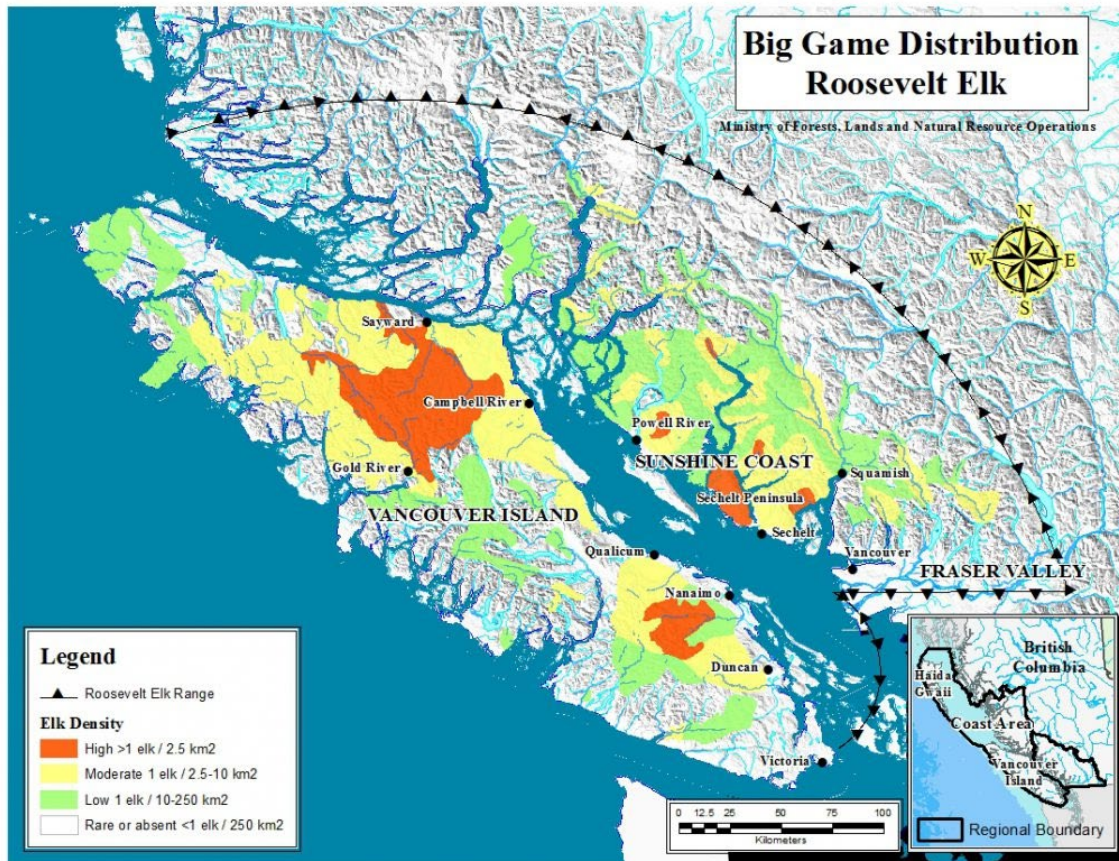 Big Game Distribution
Roosevelt Elk
Ministry of Forests, Lands and Natural Resource Operations
N
W
E
S
Sayward
Campbell River
Powell River
SUNSHINE COAST
Gold River
Squamish
Sechelt Peninsula
VANCOUVER ISLAND
Sechelt
Qualicum
Vancouver
FRASER VALLEY
Nanaimo
Duncan
Victoria
Legend
Roosevelt Elk Range
Elk Density
High >1 elk / 2.5 km2
Moderate 1 elk / 2.5-10 km2
Low 1 elk / 10-250 km2
Rare or absent <1 elk / 250 km2
0 12.5 25 50 75 100
Kilometers
British
Columbia
Haida
Gwaii
Coast Area
Vancouver
Island
Regional Boundary